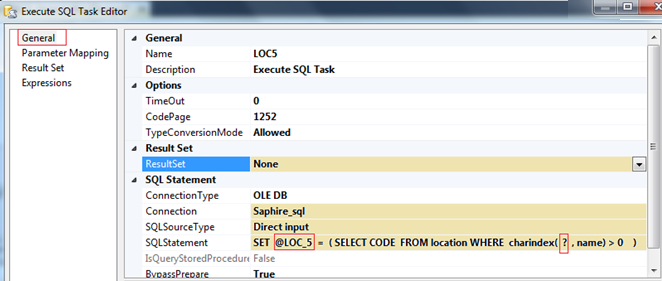 Execute SQL Task Editor
General
Parameter Mapping
Result Set
Expressions
General
Name LOC5
Description Execute SQL Task
Options
TimeOut 0
CodePage 1252
TypeConversionMode Allowed
Result Set
ResultSet None
SQL Statement
ConnectionType OLE DB
Connection Saphire_sql
SQLSourceType Direct input
SQLStatement SET @LOC_5 = ( SELECT CODE FROM location WHERE charindex( ? , name) > 0 )
IsQueryStoredProcedure False
BypassPrepare True